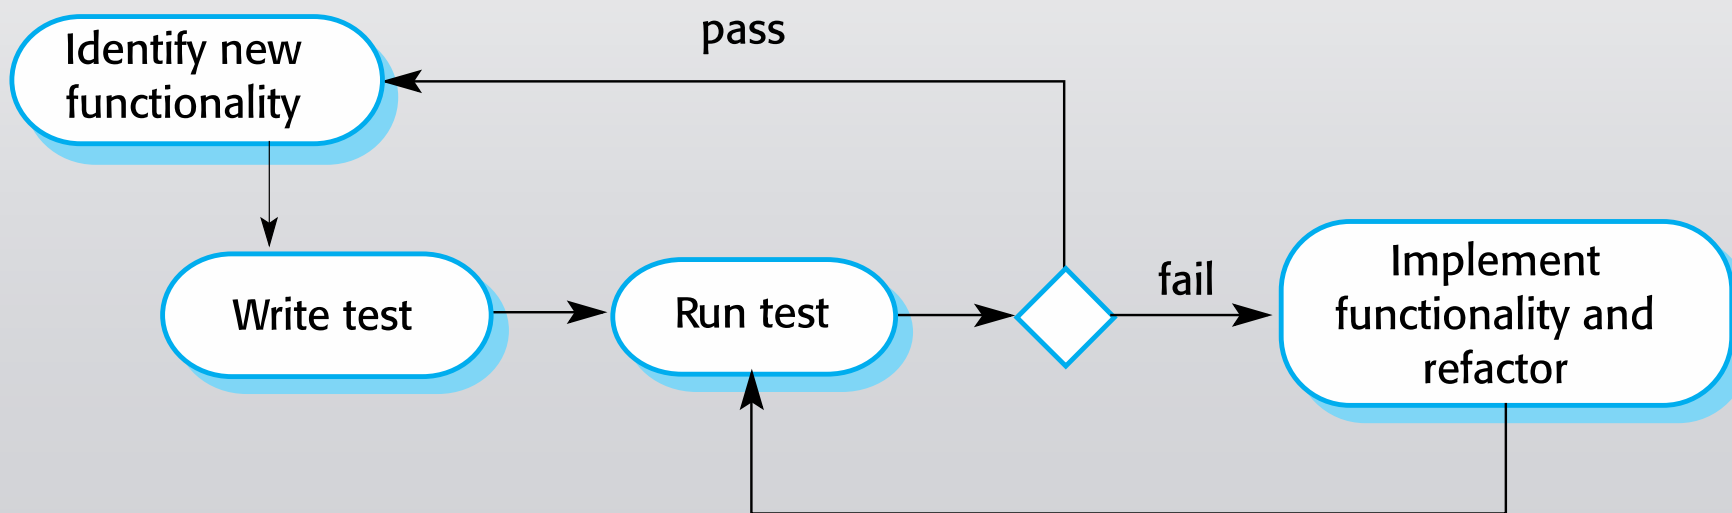 pass
Identify new
functionality
Write test
Run test
fail
Implement
functionality and
refactor